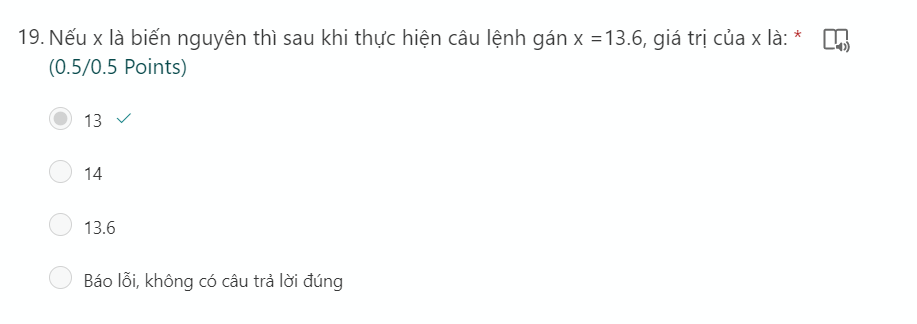 19. Nếu x là biến nguyên thì sau khi thực hiện câu lệnh gán x =13.6, giá trị của x là: *
(0.5/0.5 Points)
13
14
13.6
Báo lỗi, không có câu trả lời đúng